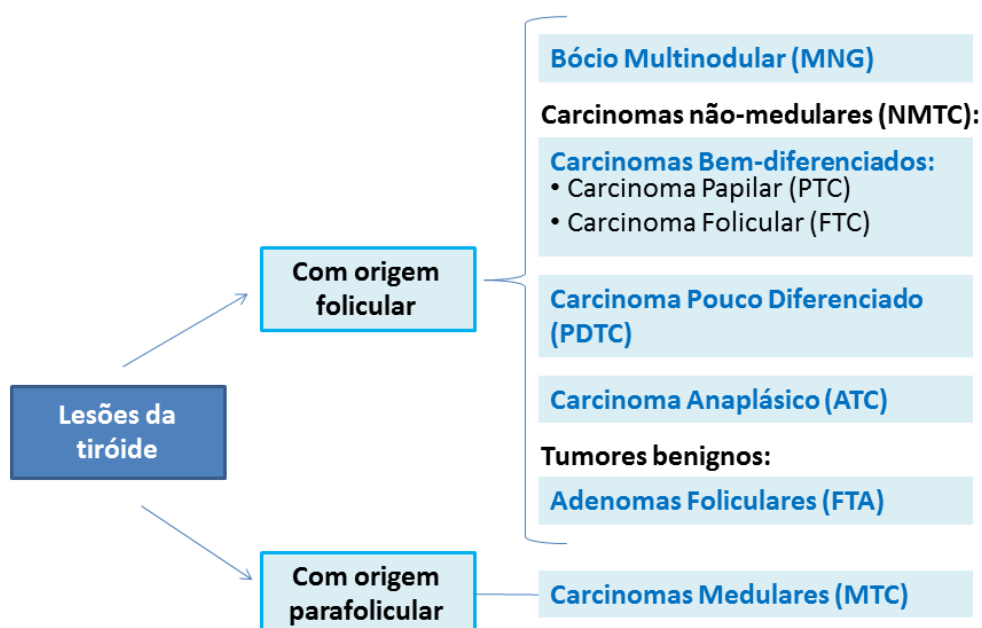 Bócio Multinodular (MNG)
Carcinomas não-medulares (NMTC):
Carcinomas Bem-diferenciados:
• Carcinoma Papilar (PTC)
• Carcinoma Folicular (FTC)
Com origem
folicular
Carcinoma Pouco Diferenciado
(PDTC)
Lesões da
tiróide
Carcinoma Anaplásico (ATC)
Tumores benignos:
Adenomas Foliculares (FTA)
Com origem
parafolicular
Carcinomas Medulares (MTC)